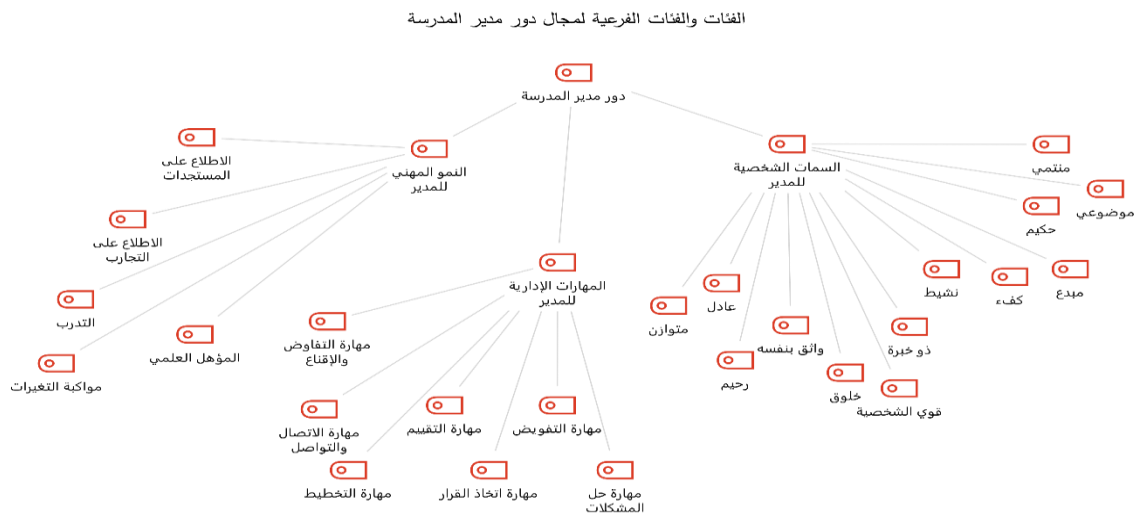 الفئات والفئات الفرعية لمجال دور مدير المدرسة
دور مدير المدرسة
السمات الشخصية
للمدير
منتمي
موضوعي
حكيم
مبدع
كفء
نشيط
ذو خبرة
قوي الشخصية
خلوق
واثق بنفسه
رحيم
عادل
متوازن
المهارات الإدارية
للمدير
مهارة التفاوض
والإقناع
مهارة الاتصال
والتواصل
مهارة التخطيط
مهارة التقييم
مهارة اتخاذ القرار
مهارة التفويض
مهارة حل
المشكلات
النمو المهني
للمدير
الاطلاع على
المستجدات
الاطلاع على
التجارب
التدرب
مواكبة التغيرات
المؤهل العلمي